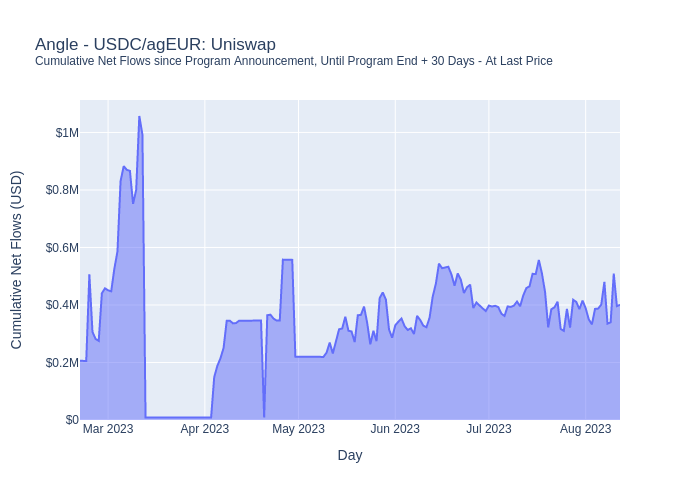 Angle - USDC/agEUR: Uniswap
Cumulative Net Flows since Program Announcement, Until Program End + 30 Days - At Last Price
Cumulative Net Flows (USD)
$1M
$0.8M
$0.6M
$0.4M
$0.2M
$0
Mar 2023 Apr 2023 May 2023 Jun 2023 Jul 2023 Aug 2023
Day